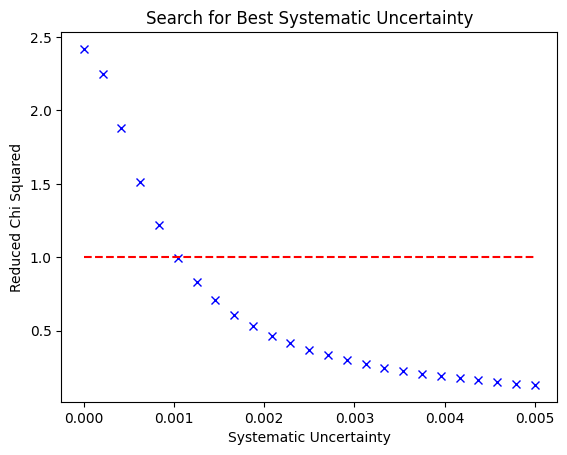 Search for Best Systematic Uncertainty
Reduced Chi Squared
2.5
2.0
1.5
1.0
0.5
0.000 0.001 0.002 0.003 0.004 0.005
Systematic Uncertainty